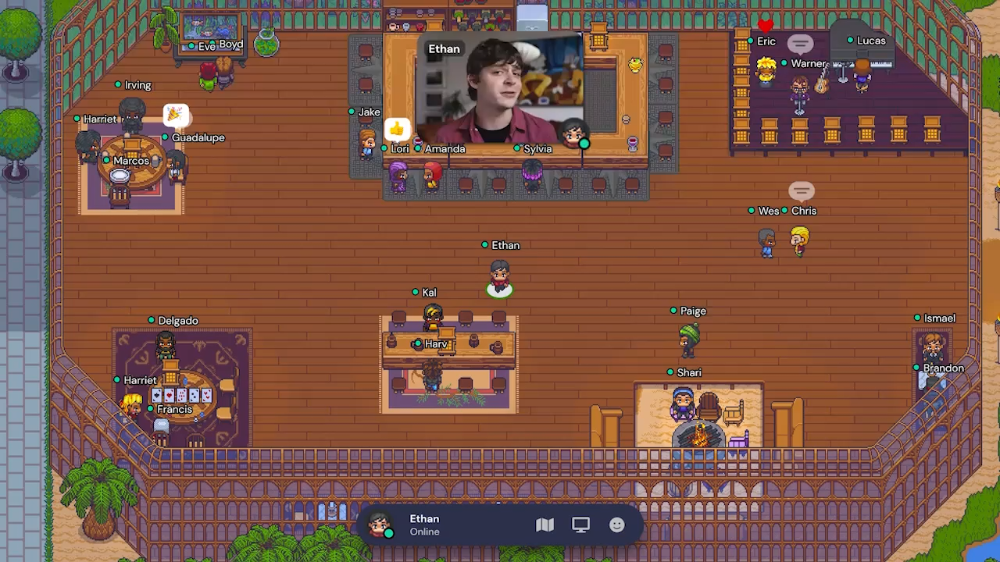 Ethan
Eve
Boyd
Eric
Lucas
Warner
Irving
Harriet
Guadalupe
Marcos
Jake
Lori
Amanda
Sylvia
Wes
Chris
Ethan
Kal
Harv
Paige
Shari
Ismael
Brandon
Delgado
Harriet
Francis
Ethan
Online